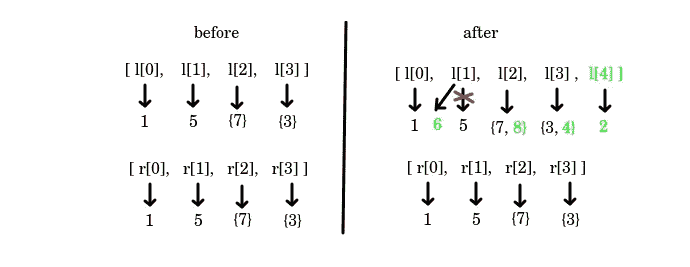 before
[ l[0], l[1], l[2], l[3] ]
1 5 {7} {3}
[ r[0], r[1], r[2], r[3] ]
1 5 {7} {3}
after
[ l[0], l[1], l[2], l[3] , l[4] ]
1 6 5 {7, 8} {3, 4} 2
[ r[0], r[1], r[2], r[3] ]
1 5 {7} {3}